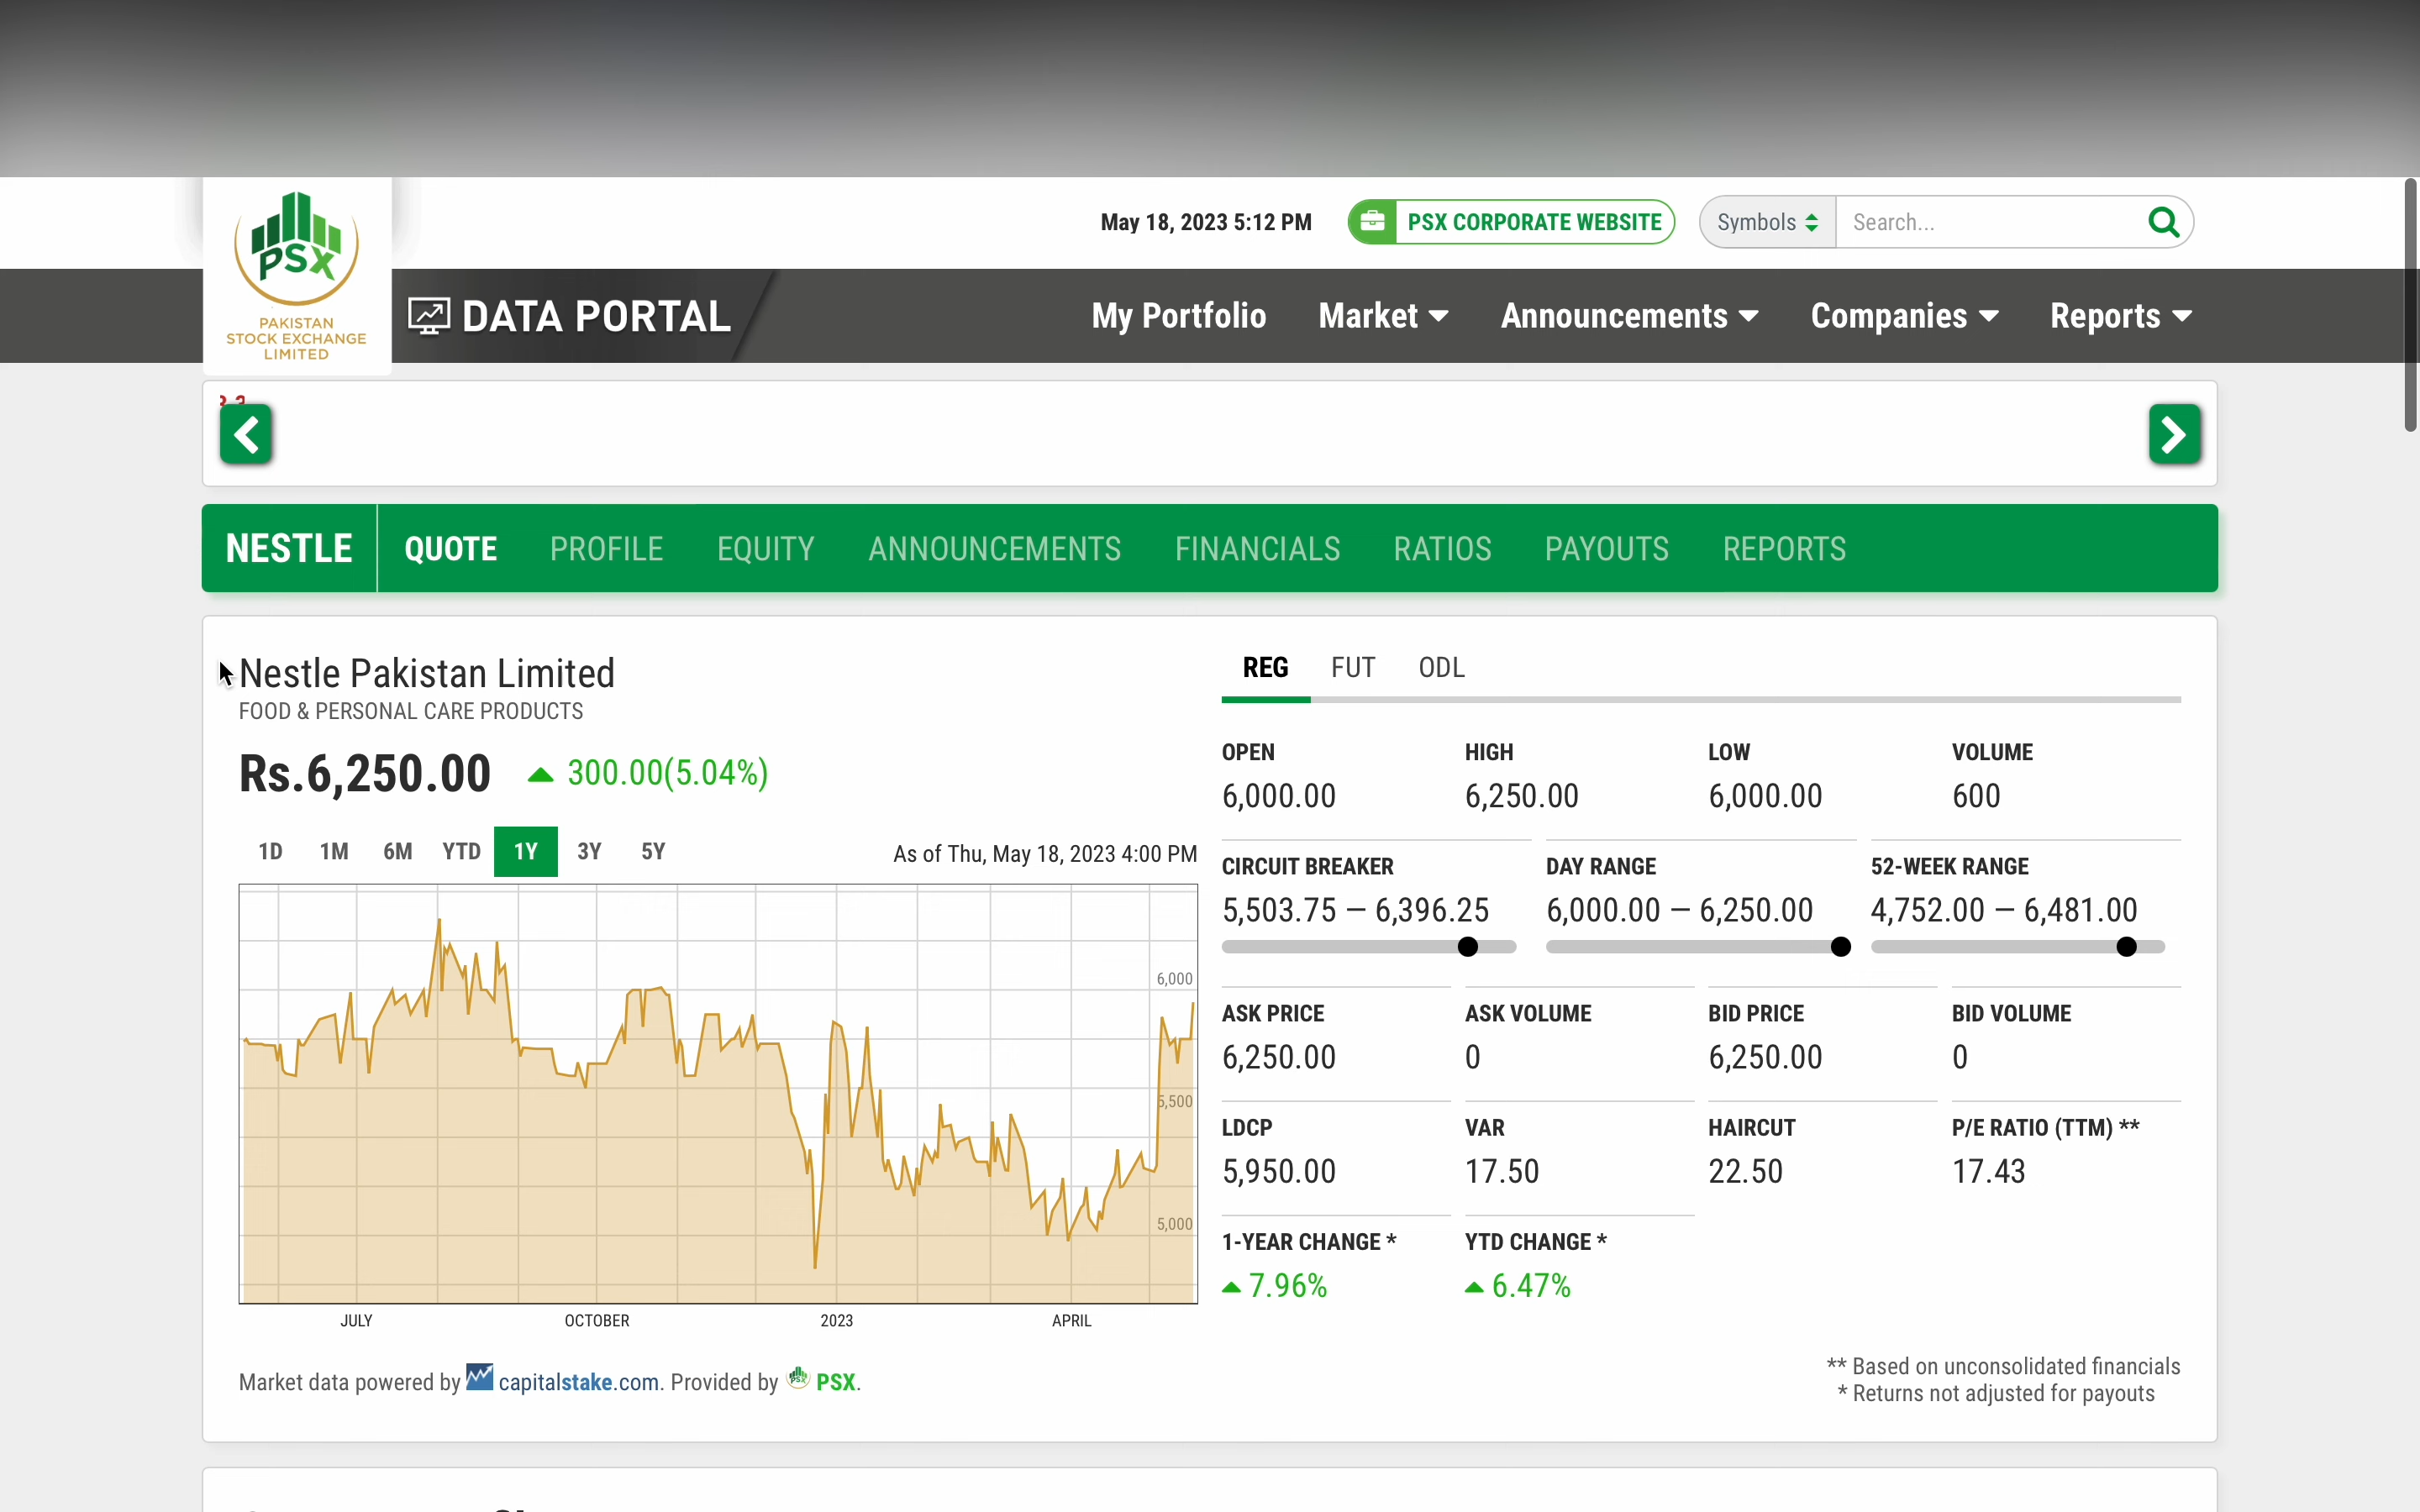 May 18, 2023 5:12 PM
PSX CORPORATE WEBSITE
Symbols
Search...
PSX
PAKISTAN
STOCK EXCHANGE
LIMITED
DATA PORTAL
My Portfolio
Market
Announcements
Companies
Reports
NESTLE
QUOTE
PROFILE
EQUITY
ANNOUNCEMENTS
FINANCIALS
RATIOS
PAYOUTS
REPORTS
Nestle Pakistan Limited
FOOD & PERSONAL CARE PRODUCTS
Rs.6,250.00
300.00(5.04%)
1D 1M 6M YTD 1Y 3Y 5Y
As of Thu, May 18, 2023 4:00 PM
6,000
5,500
5,000
JULY OCTOBER 2023 APRIL
Market data powered by capitalstake.com. Provided by PSX.
REG FUT ODL
OPEN HIGH LOW VOLUME
6,000.00 6,250.00 6,000.00 600
CIRCUIT BREAKER DAY RANGE 52-WEEK RANGE
5,503.75 — 6,396.25 6,000.00 — 6,250.00 4,752.00 — 6,481.00
ASK PRICE ASK VOLUME BID PRICE BID VOLUME
6,250.00 0 6,250.00 0
LDCP VAR HAIRCUT P/E RATIO (TTM) **
5,950.00 17.50 22.50 17.43
1-YEAR CHANGE * YTD CHANGE *
7.96% 6.47%
** Based on unconsolidated financials
* Returns not adjusted for payouts